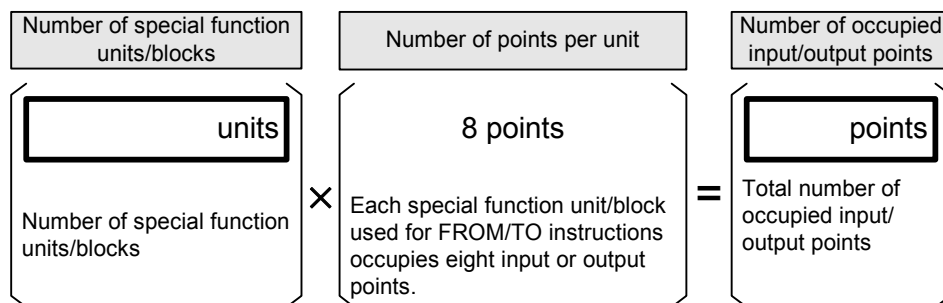 Number of special function
units/blocks
Number of points per unit
Number of occupied
input/output points
units
8 points
points
×
=
Number of special function
units/blocks
Each special function unit/block
used for FROM/TO instructions
occupies eight input or output
points.
Total number of
occupied input/
output points